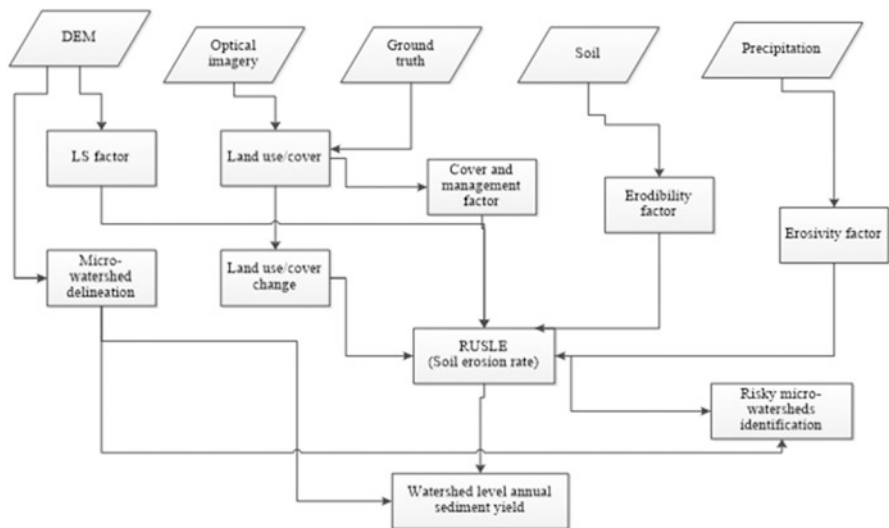 DEM
Optical
imagery
Ground
truth
Soil
Precipitation
LS factor
Land use/cover
Cover and
management
factor
Erodibility
factor
Erosivity factor
Micro-
watershed
delineation
Land use/cover
change
RUSLE
(Soil erosion rate)
Risky micro-
watersheds
identification
Watershed level annual
sediment yield